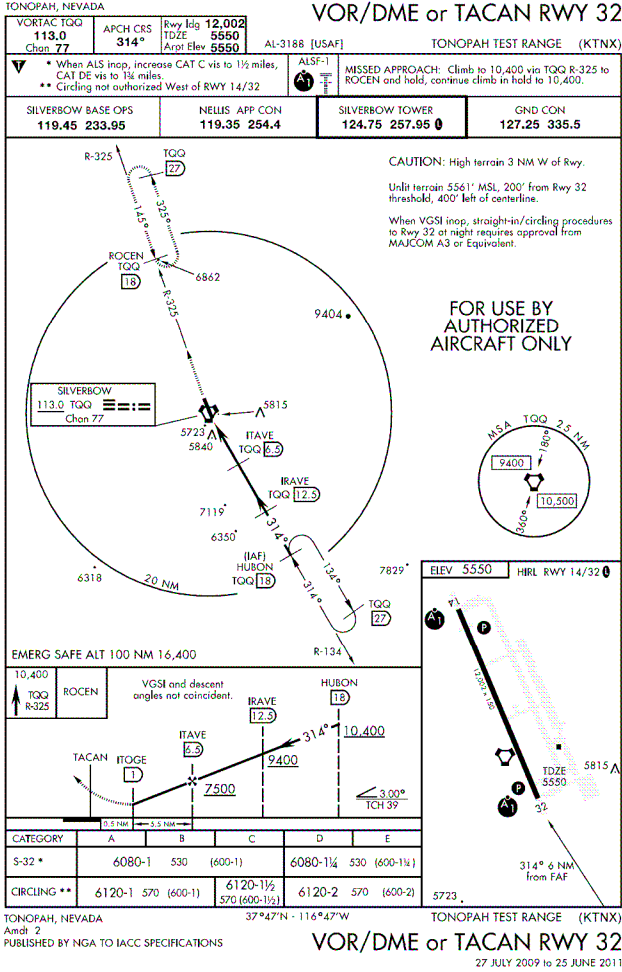 TONOPAH, NEVADA
VOR/DME or TACAN RWY 32
VORTAC TQQ
113.0
Chan 77
APCH CRS
314°
Rwy ldg 12,002
TDZE 5550
Arpt Elev 5550
AL-3188 [USAF]
TONOPAH TEST RANGE (KTNX)
T
* When ALS inop, increase CAT C vis to 1½ miles,
CAT DE vis to 1¾ miles.
** Circling not authorized West of RWY 14/32
ALSF-1
A1
MISSED APPROACH: Climb to 10,400 via TQQ R-325 to
ROCEN and hold, continue climb in hold to 10,400.
SILVERBOW BASE OPS
119.45 233.95
NELLIS APP CON
119.35 254.4
SILVERBOW TOWER
124.75 257.95 L
GND CON
127.25 335.5
R-325
TQQ
27
145°
325°
ROCEN
TQQ
18
6862
R-325
CAUTION: High terrain 3 NM W of Rwy.
Unlit terrain 5561' MSL, 200' from Rwy 32
threshold, 400' left of centerline.
When VGSI inop, straight-in/circling procedures
to Rwy 32 at night requires approval from
MAJCOM A3 or Equivalent.
9404
FOR USE BY
AUTHORIZED
AIRCRAFT ONLY
SILVERBOW
113.0 TQQ
Chan 77
5815
5723
5840
ITAVE
TQQ 6.5
IRAVE
TQQ 12.5
7119
6350
314°
(IAF)
HUBON
TQQ 18
134°
314°
7829
6318
20 NM
TQQ
27
R-134
EMERG SAFE ALT 100 NM 16,400
MSA TQQ 25 NM
180°
9400
10,500
360°
ELEV 5550
HIRL RWY 14/32 L
14
A1
P
12,002 x 150
TDZE
5550
5815
P
A1
32
314° 6 NM
from FAF
5723
10,400
TQQ
R-325
ROCEN
VGSI and descent
angles not coincident.
HUBON
18
IRAVE
12.5
ITAVE
6.5
ITOGE
1
TACAN
314°
10,400
9400
7500
3.00°
TCH 39
0.5 NM
5.5 NM
CATEGORY A B C D E
S-32 * 6080-1 530 (600-1) 6080-1¼ 530 (600-1¼)
CIRCLING ** 6120-1 570 (600-1) 6120-1½ 570 (600-1½) 6120-2 570 (600-2)
TONOPAH, NEVADA
Amdt 2
PUBLISHED BY NGA TO IACC SPECIFICATIONS
37°47'N - 116°47'W
TONOPAH TEST RANGE (KTNX)
VOR/DME or TACAN RWY 32
27 JULY 2009 to 25 JUNE 2011